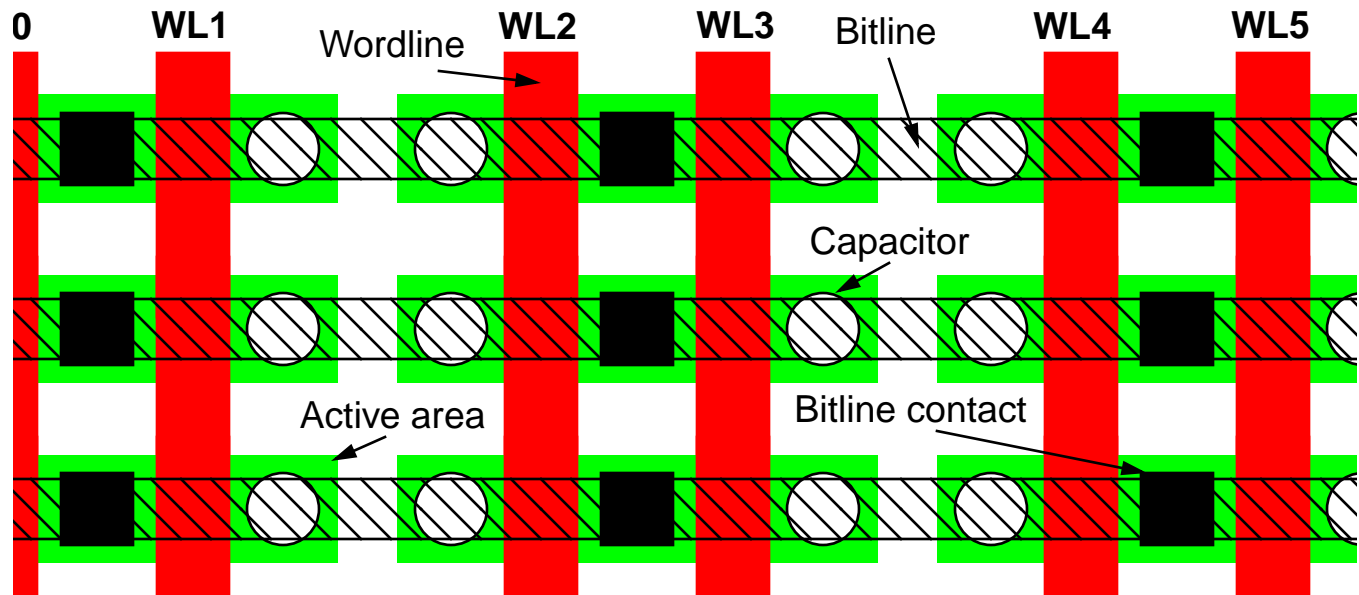 0 WL1 WL2 WL3 WL4 WL5
Wordline
Bitline
Capacitor
Active area
Bitline contact